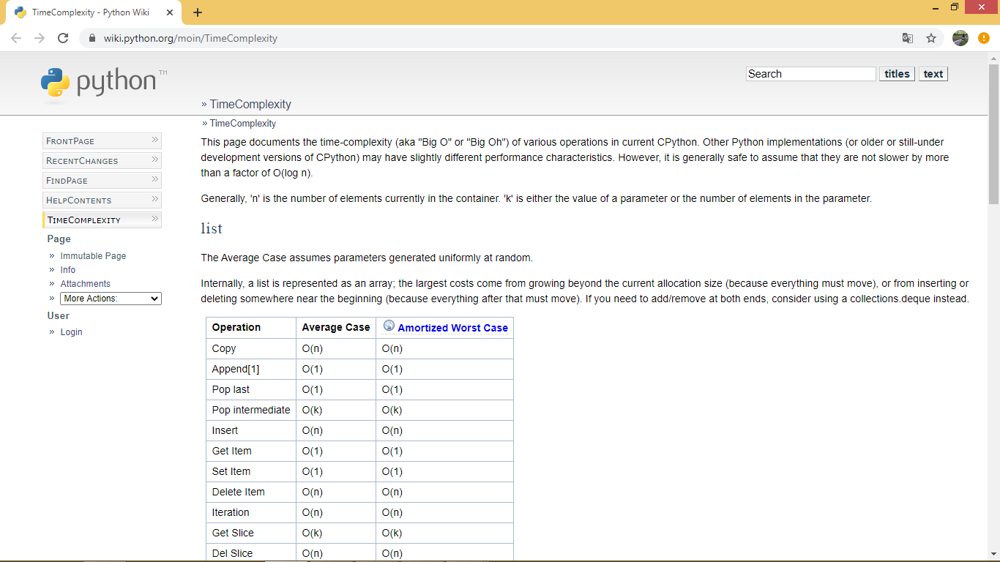 TimeComplexity - Python Wiki
wiki.python.org/moin/TimeComplexity
python™
Search titles text
» TimeComplexity
» TimeComplexity
FrontPage
RecentChanges
FindPage
HelpContents
TimeComplexity
Page
» Immutable Page
» Info
» Attachments
» More Actions:
User
» Login
This page documents the time-complexity (aka "Big O" or "Big Oh") of various operations in current CPython. Other Python implementations (or older or still-under
development versions of CPython) may have slightly different performance characteristics. However, it is generally safe to assume that they are not slower by more
than a factor of O(log n).
Generally, 'n' is the number of elements currently in the container. 'k' is either the value of a parameter or the number of elements in the parameter.
list
The Average Case assumes parameters generated uniformly at random.
Internally, a list is represented as an array; the largest costs come from growing beyond the current allocation size (because everything must move), or from inserting or
deleting somewhere near the beginning (because everything after that must move). If you need to add/remove at both ends, consider using a collections.deque instead.
Operation Average Case Amortized Worst Case
Copy O(n) O(n)
Append[1] O(1) O(1)
Pop last O(1) O(1)
Pop intermediate O(k) O(k)
Insert O(n) O(n)
Get Item O(1) O(1)
Set Item O(1) O(1)
Delete Item O(n) O(n)
Iteration O(n) O(n)
Get Slice O(k) O(k)
Del Slice O(n) O(n)